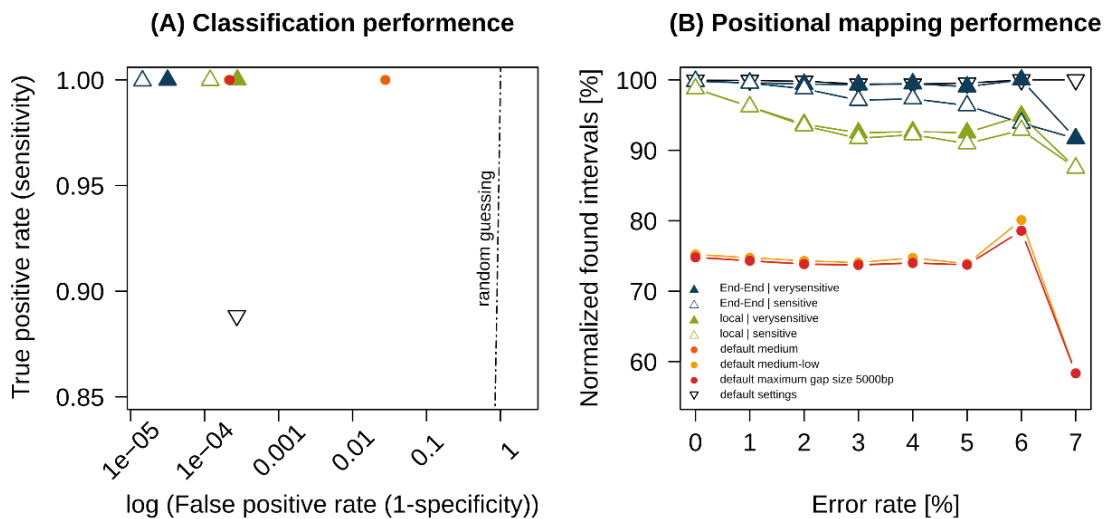 (A) Classification performence
True positive rate (sensitivity)
1.00
0.95
0.90
0.85
random guessing
1e−05
1e−04
0.001
0.01
0.1
1
log (False positive rate (1-specificity))
(B) Positional mapping performence
Normalized found intervals [%]
100
90
80
70
60
End-End | verysensitive
End-End | sensitive
local | verysensitive
local | sensitive
default medium
default medium-low
default maximum gap size 5000bp
default settings
0 1 2 3 4 5 6 7
Error rate [%]